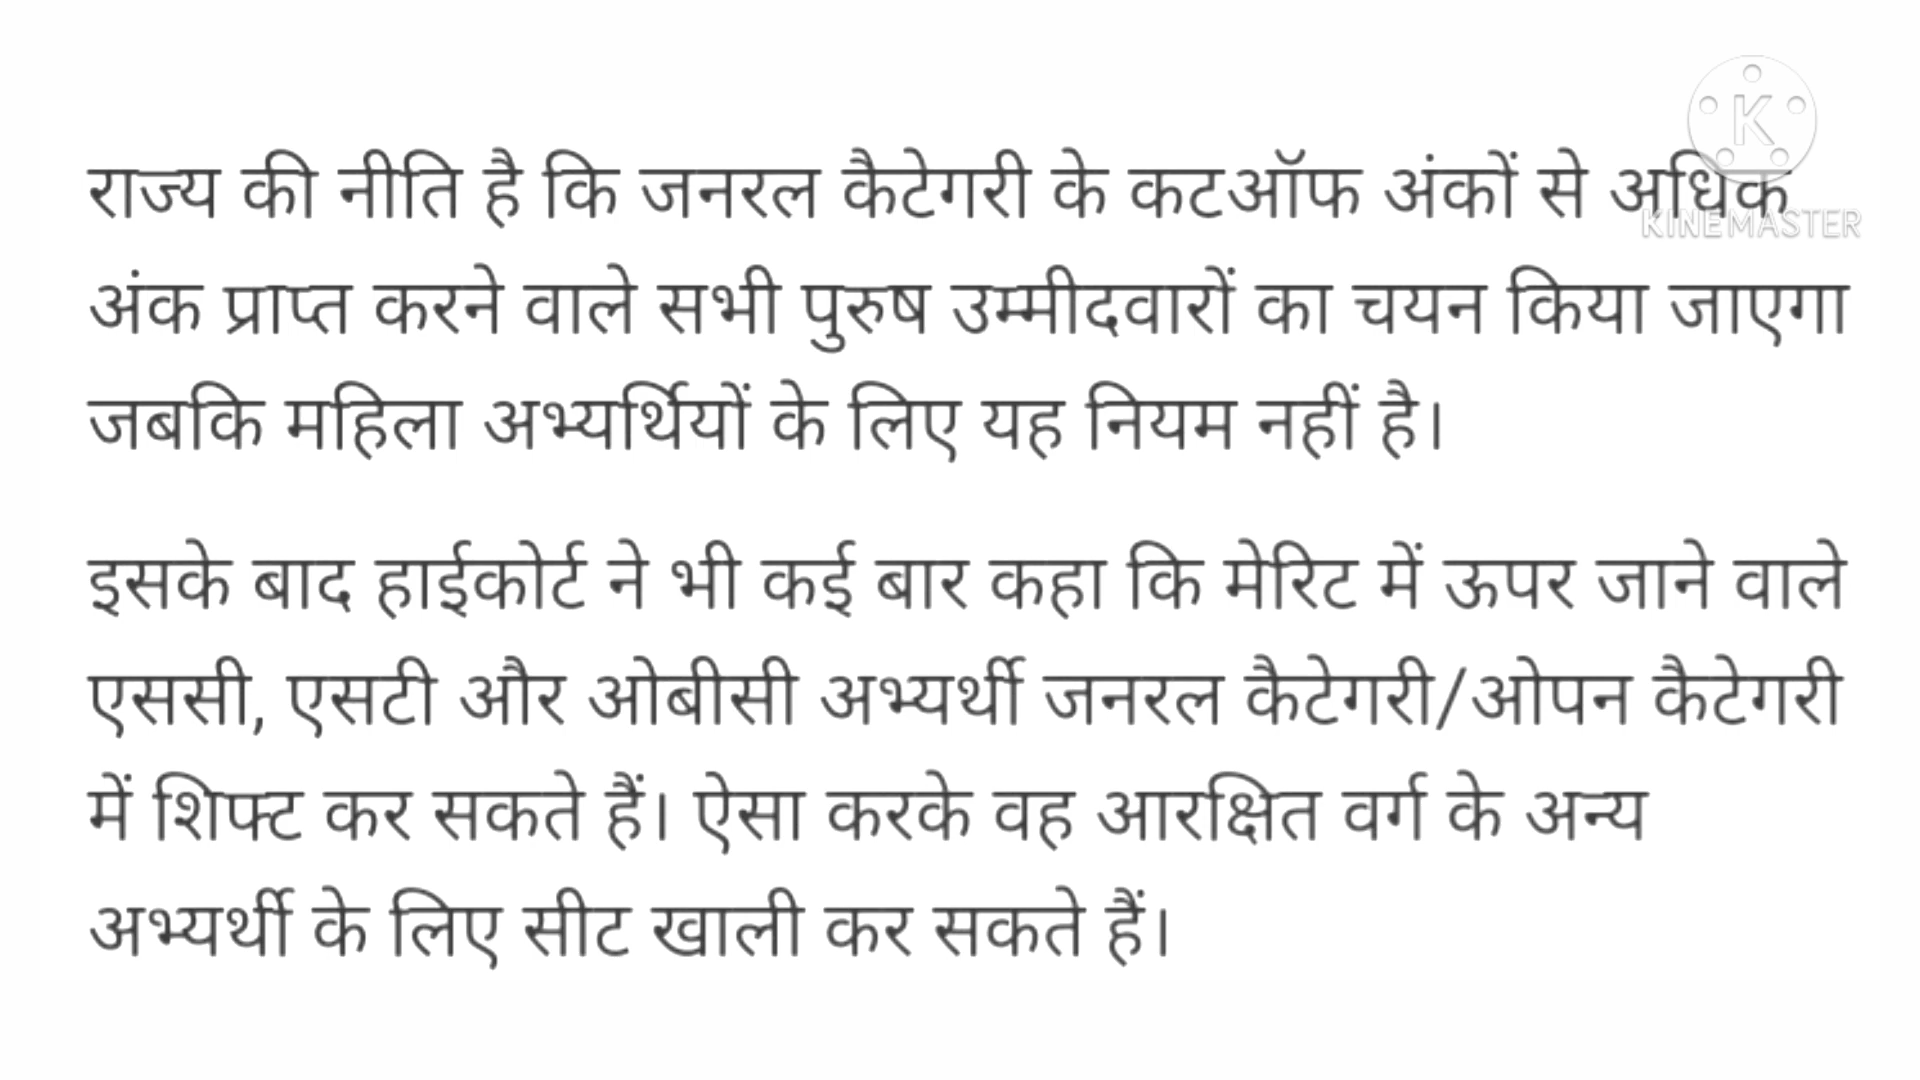 राज्य की नीति है कि जनरल कैटेगरी के कटऑफ अंकों से अधिक
अंक प्राप्त करने वाले सभी पुरुष उम्मीदवारों का चयन किया जाएगा
जबकि महिला अभ्यर्थियों के लिए यह नियम नहीं है।
इसके बाद हाईकोर्ट ने भी कई बार कहा कि मेरिट में ऊपर जाने वाले
एससी, एसटी और ओबीसी अभ्यर्थी जनरल कैटेगरी/ओपन कैटेगरी
में शिफ्ट कर सकते हैं। ऐसा करके वह आरक्षित वर्ग के अन्य
अभ्यर्थी के लिए सीट खाली कर सकते हैं।
K
KINEMASTER